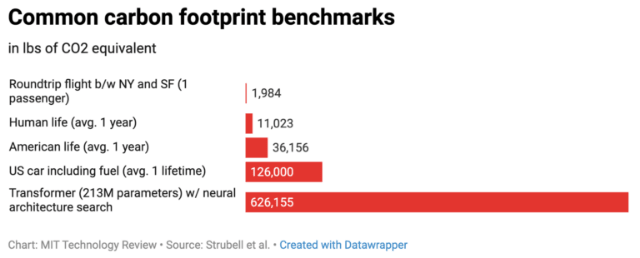 Common carbon footprint benchmarks
in lbs of CO2 equivalent
Roundtrip flight b/w NY and SF (1
passenger)
1,984
Human life (avg. 1 year)
11,023
American life (avg. 1 year)
36,156
US car including fuel (avg. 1 lifetime)
126,000
Transformer (213M parameters) w/ neural
architecture search
626,155
Chart: MIT Technology Review • Source: Strubell et al. • Created with Datawrapper